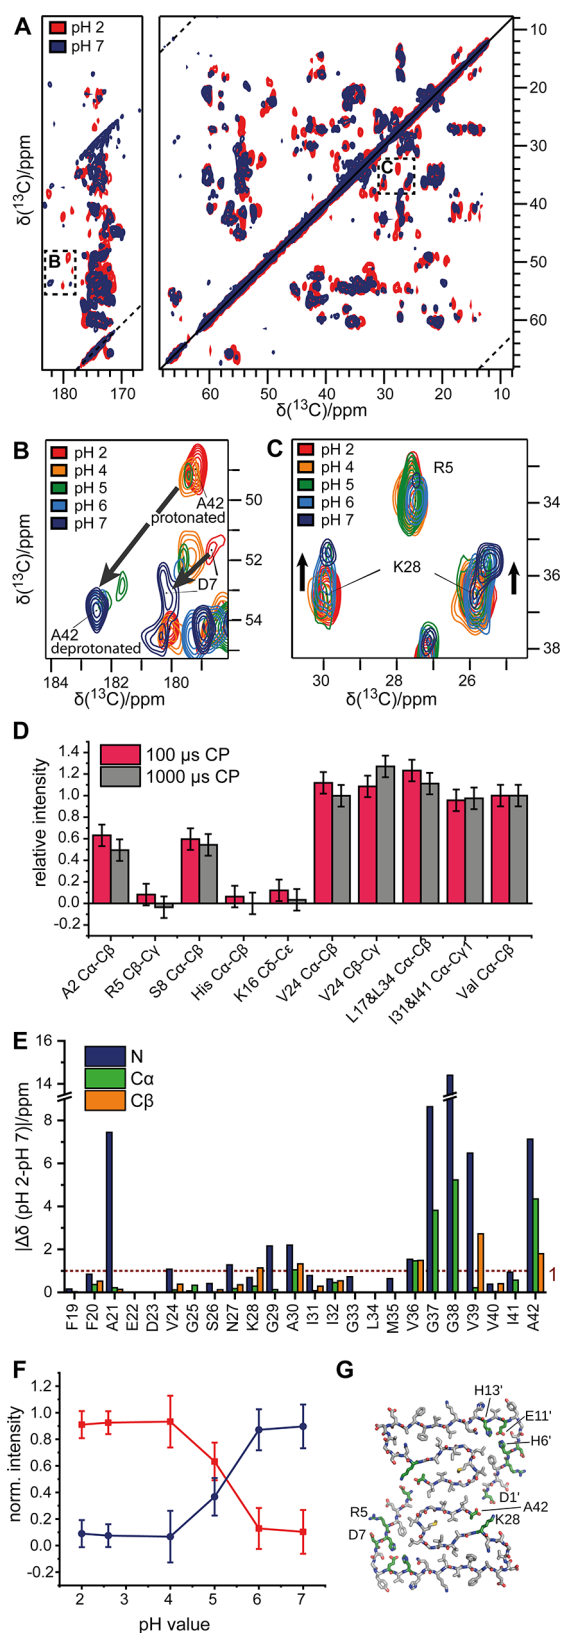 A
pH 2
pH 7
δ(¹³C)/ppm
10
20
30
40
50
60
B
C
180
170
60
50
40
30
20
10
δ(¹³C)/ppm
B
pH 2
pH 4
pH 5
pH 6
pH 7
A42
protonated
D7
A42
deprotonated
50
52
54
δ(¹³C)/ppm
184
182
180
δ(¹³C)/ppm
C
pH 2
pH 4
pH 5
pH 6
pH 7
R5
K28
34
36
38
30
28
26
δ(¹³C)/ppm
D
100 µs CP
1000 µs CP
relative intensity
1.4
1.2
1.0
0.8
0.6
0.4
0.2
0.0
-0.2
A2 Cα-Cβ
R5 Cβ-Cγ
S8 Cα-Cβ
His Cα-Cβ
K16 Cδ-Cε
V24 Cα-Cβ
V24 Cβ-Cγ
L17&L34 Cα-Cβ
I31&I41 Cα-Cγ1
Val Cα-Cβ
E
N
Cα
Cβ
|Δδ (pH 2-pH 7)|/ppm
16
14
8
6
4
2
0
1
F19
F20
A21
E22
D23
V24
G25
S26
N27
K28
G29
A30
I31
I32
G33
L34
M35
V36
G37
G38
V39
V40
I41
A42
F
norm. intensity
1.2
1.0
0.8
0.6
0.4
0.2
0.0
-0.2
2
3
4
5
6
7
pH value
G
H13'
E11'
H6'
D1'
A42
R5
K28
D7